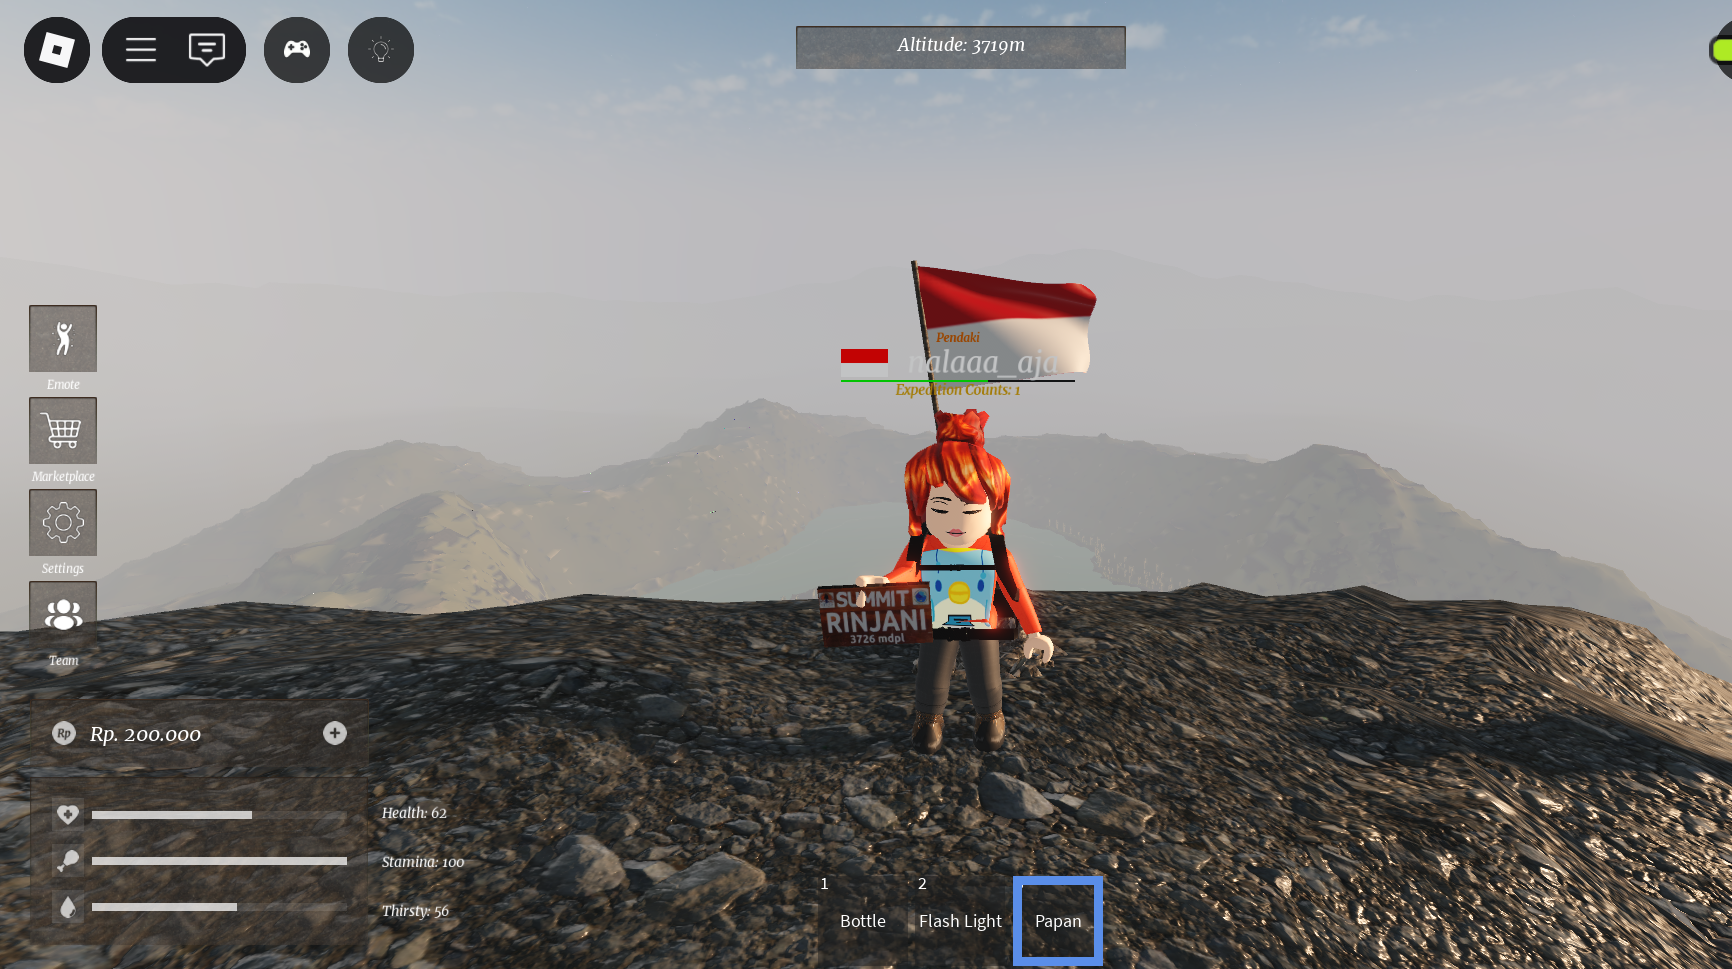 Altitude: 3719m
Pendaki
nalaaa_aja
Expedition Counts: 1
Emote
Marketplace
Settings
Team
SUMMIT
RINJANI
3726 mdpl
Rp Rp. 200.000 +
Health: 62
Stamina: 100
Thirsty: 56
1 2
Bottle Flash Light Papan